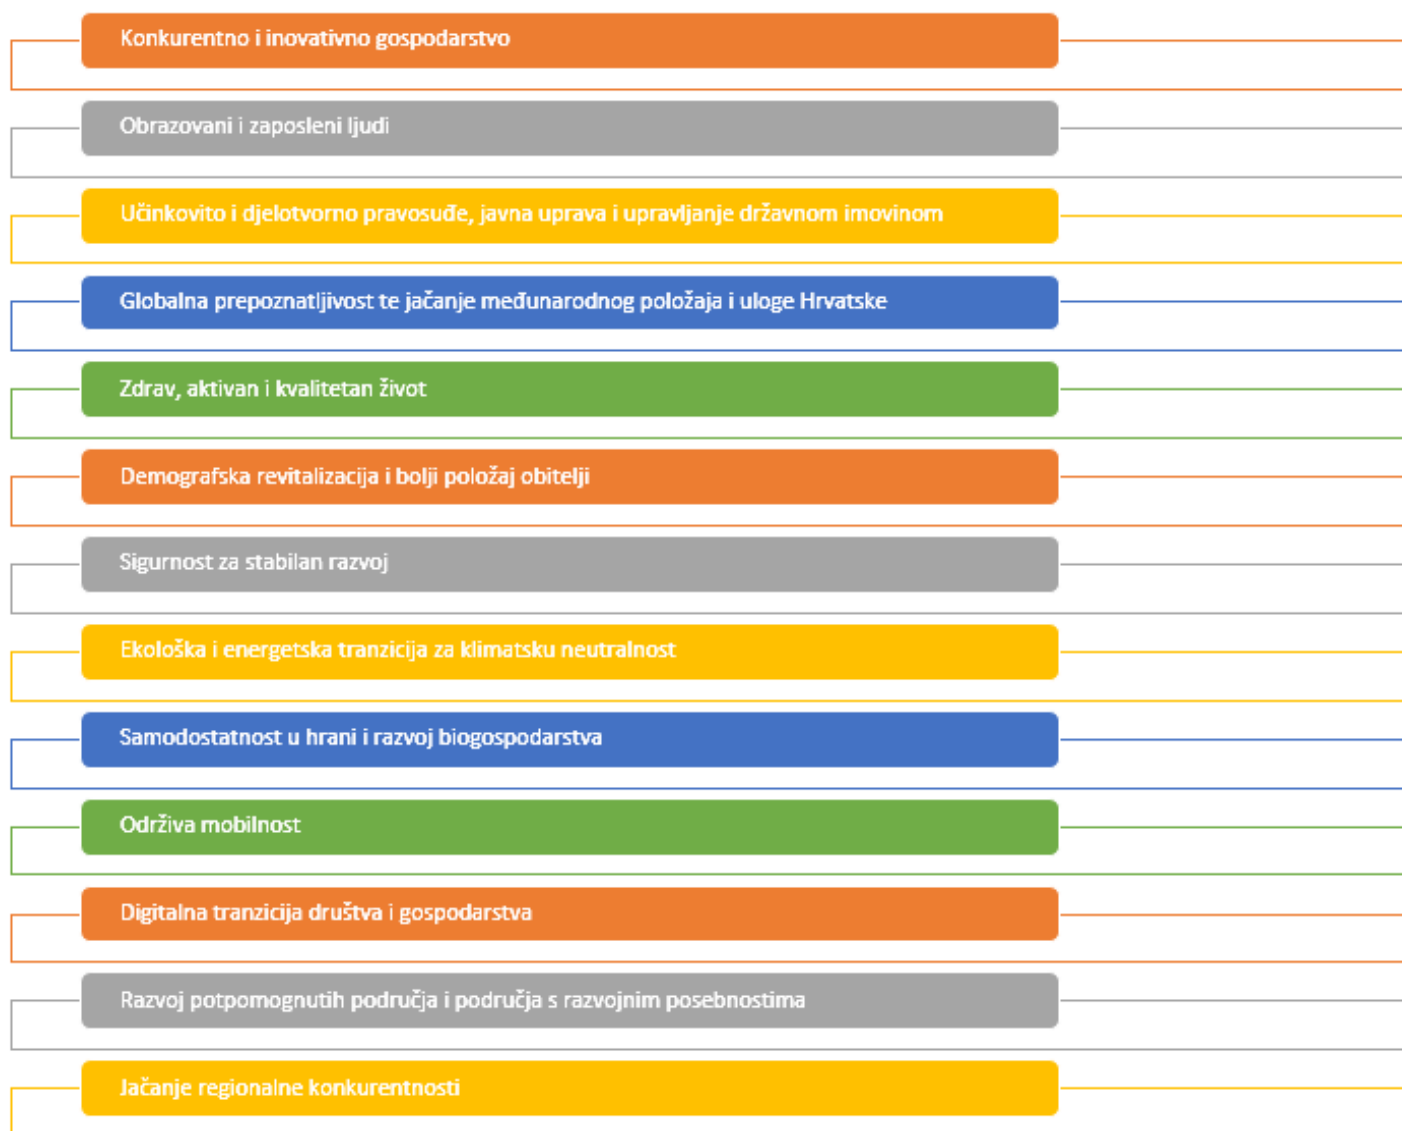 Konkurentno i inovativno gospodarstvo
Obrazovani i zaposleni ljudi
Učinkovito i djelotvorno pravosuđe, javna uprava i upravljanje državnom imovinom
Globalna prepoznatljivost te jačanje međunarodnog položaja i uloge Hrvatske
Zdrav, aktivan i kvalitetan život
Demografska revitalizacija i bolji položaj obitelji
Sigurnost za stabilan razvoj
Ekološka i energetska tranzicija za klimatsku neutralnost
Samodostatnost u hrani i razvoj biogospodarstva
Održiva mobilnost
Digitalna tranzicija društva i gospodarstva
Razvoj potpomognutih područja i područja s razvojnim posebnostima
Jačanje regionalne konkurentnosti